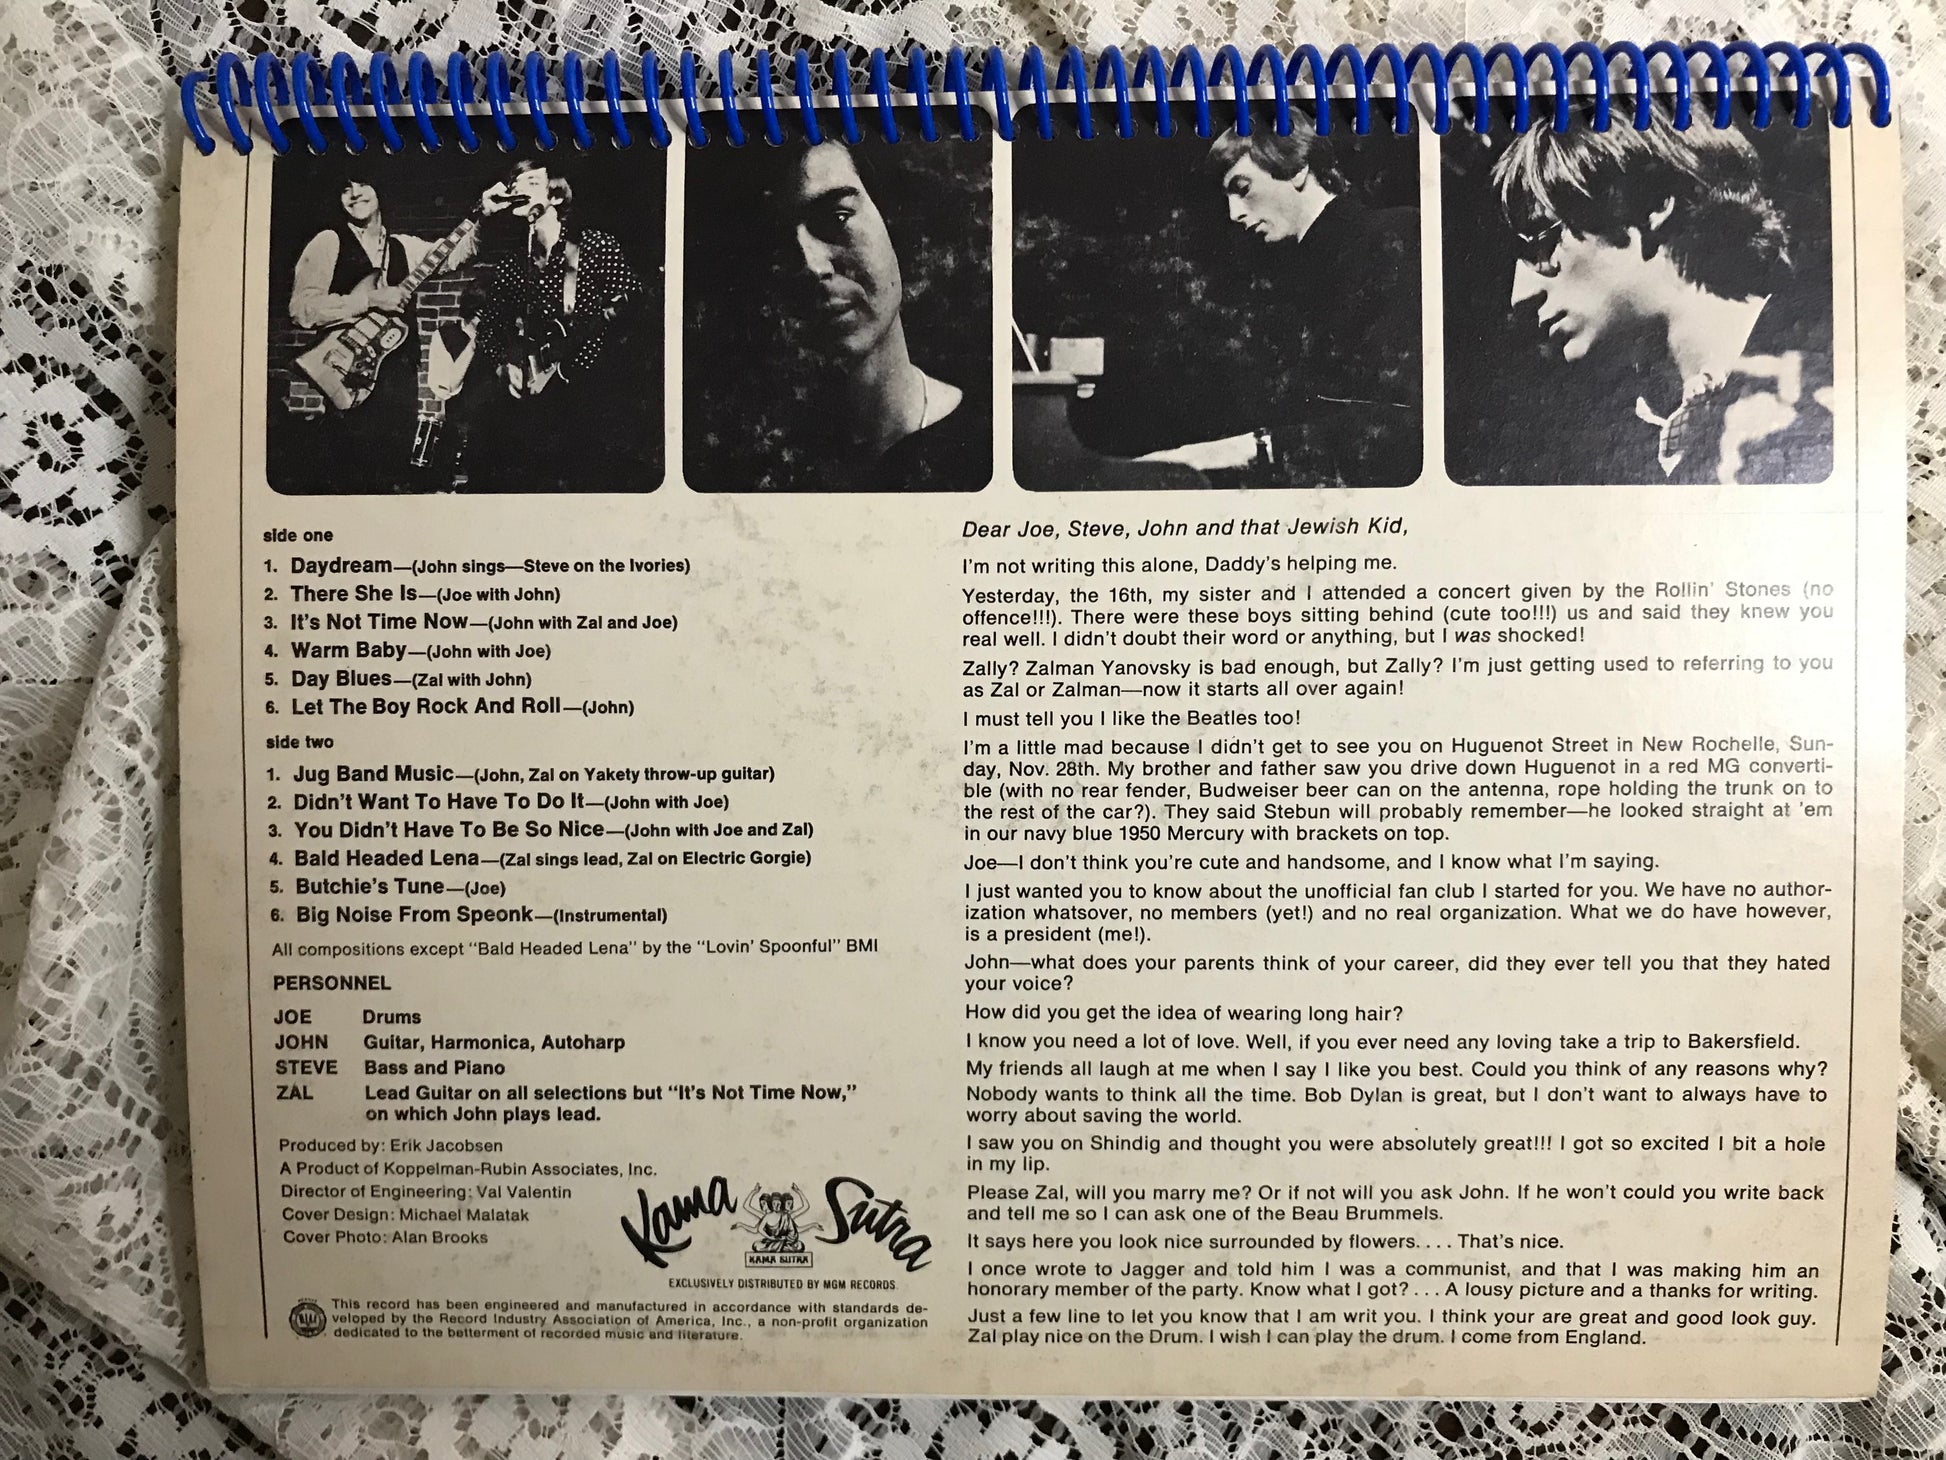 side one
1. Daydream—(John sings—Steve on the Ivories)
2. There She Is—(Joe with John)
3. It's Not Time Now—(John with Zal and Joe)
4. Warm Baby—(John with Joe)
5. Day Blues—(Zal with John)
6. Let The Boy Rock And Roll—(John)
side two
1. Jug Band Music—(John, Zal on Yakety throw-up guitar)
2. Didn't Want To Have To Do It—(John with Joe)
3. You Didn't Have To Be So Nice—(John with Joe and Zal)
4. Bald Headed Lena—(Zal sings lead, Zal on Electric Gorgie)
5. Butchie's Tune—(Joe)
6. Big Noise From Speonk—(Instrumental)
All compositions except "Bald Headed Lena" by the "Lovin' Spoonful" BMI
PERSONNEL
JOE Drums
JOHN Guitar, Harmonica, Autoharp
STEVE Bass and Piano
ZAL Lead Guitar on all selections but "It's Not Time Now,"
on which John plays lead.
Produced by: Erik Jacobsen
A Product of Koppelman-Rubin Associates, Inc.
Director of Engineering: Val Valentin
Cover Design: Michael Malatak
Cover Photo: Alan Brooks
Kama Sutra
KAMA SUTRA
EXCLUSIVELY DISTRIBUTED BY MGM RECORDS.
This record has been engineered and manufactured in accordance with standards de-
veloped by the Record Industry Association of America, Inc., a non-profit organization
dedicated to the betterment of recorded music and literature.
Dear Joe, Steve, John and that Jewish Kid,
I'm not writing this alone, Daddy's helping me.
Yesterday, the 16th, my sister and I attended a concert given by the Rollin' Stones (no
offence!!!). There were these boys sitting behind (cute too!!!) us and said they knew you
real well. I didn't doubt their word or anything, but I was shocked!
Zally? Zalman Yanovsky is bad enough, but Zally? I'm just getting used to referring to you
as Zal or Zalman—now it starts all over again!
I must tell you I like the Beatles too!
I'm a little mad because I didn't get to see you on Huguenot Street in New Rochelle, Sun-
day, Nov. 28th. My brother and father saw you drive down Huguenot in a red MG converti-
ble (with no rear fender, Budweiser beer can on the antenna, rope holding the trunk on to
the rest of the car?). They said Stebun will probably remember—he looked straight at 'em
in our navy blue 1950 Mercury with brackets on top.
Joe—I don't think you're cute and handsome, and I know what I'm saying.
I just wanted you to know about the unofficial fan club I started for you. We have no author-
ization whatsover, no members (yet!) and no real organization. What we do have however,
is a president (me!).
John—what does your parents think of your career, did they ever tell you that they hated
your voice?
How did you get the idea of wearing long hair?
I know you need a lot of love. Well, if you ever need any loving take a trip to Bakersfield.
My friends all laugh at me when I say I like you best. Could you think of any reasons why?
Nobody wants to think all the time. Bob Dylan is great, but I don't want to always have to
worry about saving the world.
I saw you on Shindig and thought you were absolutely great!!! I got so excited I bit a hole
in my lip.
Please Zal, will you marry me? Or if not will you ask John. If he won't could you write back
and tell me so I can ask one of the Beau Brummels.
It says here you look nice surrounded by flowers. . . . That's nice.
I once wrote to Jagger and told him I was a communist, and that I was making him an
honorary member of the party. Know what I got? . . . A lousy picture and a thanks for writing.
Just a few line to let you know that I am writ you. I think your are great and good look guy.
Zal play nice on the Drum. I wish I can play the drum. I come from England.